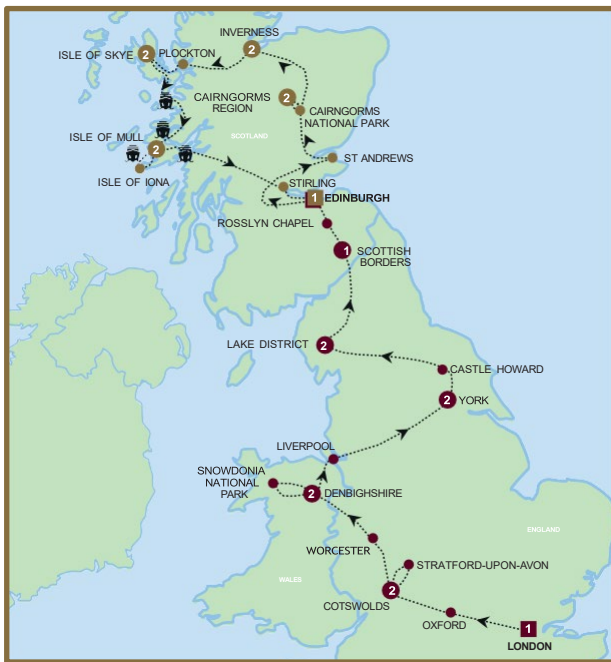 INVERNESS
ISLE OF SKYE
2
PLOCKTON
2
CAIRNGORMS
REGION
2
CAIRNGORMS
NATIONAL PARK
SCOTLAND
ISLE OF MULL
2
ST ANDREWS
ISLE OF IONA
STIRLING
1
EDINBURGH
ROSSLYN CHAPEL
1
SCOTTISH
BORDERS
LAKE DISTRICT
2
CASTLE HOWARD
2
YORK
LIVERPOOL
SNOWDONIA
NATIONAL
PARK
2
DENBIGHSHIRE
ENGLAND
WORCESTER
STRATFORD-UPON-AVON
WALES
2
COTSWOLDS
OXFORD
1
LONDON